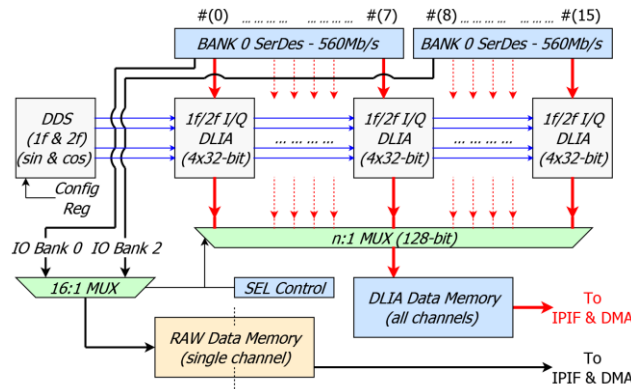 #(0) ... ... ... ... #(7) #(8) ... ... ... ... #(15)
BANK 0 SerDes - 560Mb/s
BANK 0 SerDes - 560Mb/s
DDS
(1f & 2f)
(sin & cos)
1f/2f I/Q
DLIA
(4x32-bit)
... ... ... ...
1f/2f I/Q
DLIA
(4x32-bit)
... ... ... ...
1f/2f I/Q
DLIA
(4x32-bit)
Config
Reg
n:1 MUX (128-bit)
IO Bank 0 IO Bank 2
16:1 MUX
SEL Control
DLIA Data Memory
(all channels)
To
IPIF & DMA
RAW Data Memory
(single channel)
To
IPIF & DMA